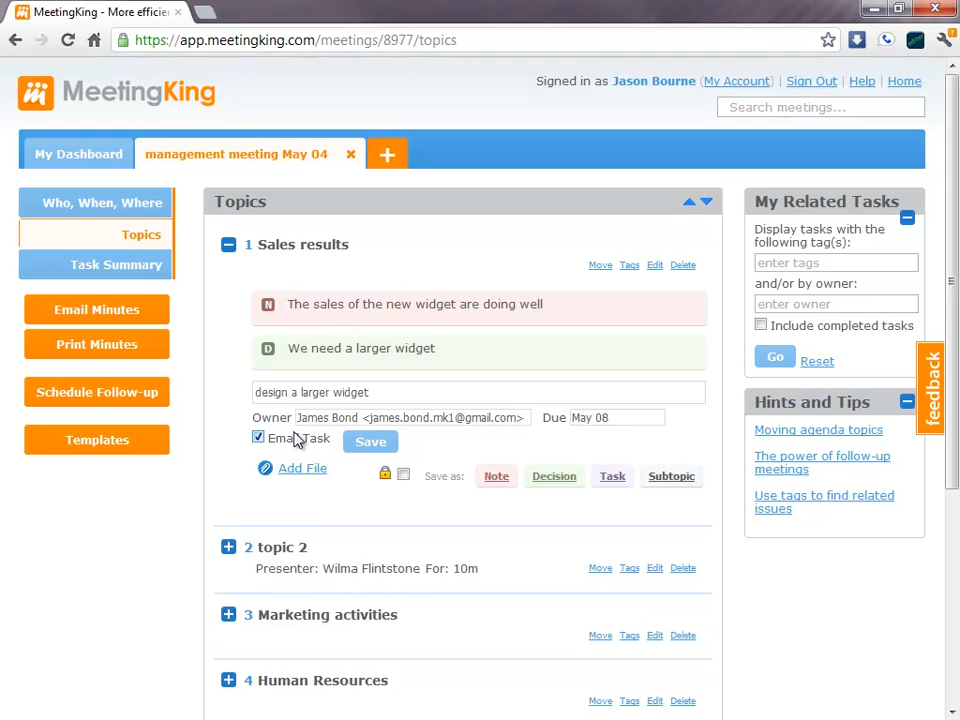 MeetingKing - More efficie
https://app.meetingking.com/meetings/8977/topics
MeetingKing
Signed in as Jason Bourne (My Account) | Sign Out | Help | Home
Search meetings...
My Dashboard
management meeting May 04 ×
+
Who, When, Where
Topics
Task Summary
Email Minutes
Print Minutes
Schedule Follow-up
Templates
Topics
1 Sales results
Move Tags Edit Delete
N The sales of the new widget are doing well
D We need a larger widget
design a larger widget
Owner James Bond <james.bond.mk1@gmail.com> Due May 08
Email Task Save
Add File Save as: Note Decision Task Subtopic
2 topic 2
Presenter: Wilma Flintstone For: 10m Move Tags Edit Delete
3 Marketing activities
Move Tags Edit Delete
4 Human Resources
Move Tags Edit Delete
My Related Tasks
Display tasks with the
following tag(s):
enter tags
and/or by owner:
enter owner
Include completed tasks
Go Reset
Hints and Tips
Moving agenda topics
The power of follow-up
meetings
Use tags to find related
issues
feedback